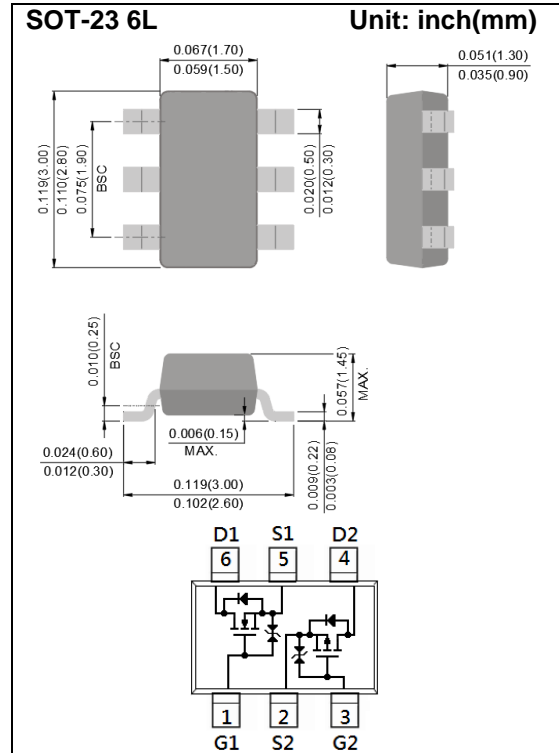 SOT-23 6L Unit: inch(mm)
0.067(1.70)
0.059(1.50)
0.051(1.30)
0.035(0.90)
0.119(3.00)
0.110(2.80)
0.075(1.90)
BSC
0.020(0.50)
0.012(0.30)
0.010(0.25)
BSC
0.057(1.45)
MAX.
0.006(0.15)
MAX.
0.024(0.60)
0.012(0.30)
0.009(0.22)
0.003(0.08)
0.119(3.00)
0.102(2.60)
D1 S1 D2
6 5 4
1 2 3
G1 S2 G2